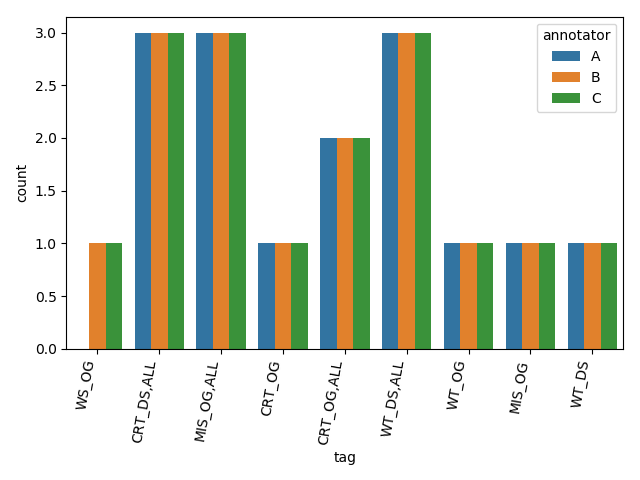 3.0
2.5
2.0
1.5
1.0
0.5
0.0
count
annotator
A
B
C
WS_OG
CRT_DS,ALL
MIS_OG,ALL
CRT_OG
CRT_OG,ALL
WT_DS,ALL
WT_OG
MIS_OG
WT_DS
tag